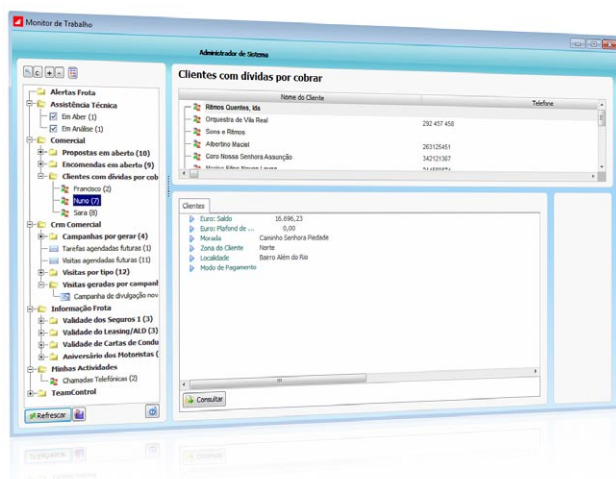 Monitor de Trabalho
Administrador de Sistema
Alertas Frota
Assistência Técnica
Em Aber (1)
Em Análise (1)
Comercial
Propostas em aberto (10)
Encomendas em aberto (9)
Clientes com dívidas por cob
Francisco (2)
Nuno (7)
Sara (8)
Crm Comercial
Campanhas por gerar (4)
Tarefas agendadas futuras (1)
Visitas agendadas futuras (11)
Visitas por tipo (12)
Visitas geradas por campanh
Campanha de divulgação nov
Informação Frota
Validade dos Seguros 1 (3)
Validade do Leasing/ALD (3)
Validade de Cartas de Condu
Aniversário dos Motoristas (
Minhas Actividades
Chamadas Telefónicas (2)
TeamControl
Refrescar
Clientes com dívidas por cobrar
Nome do Cliente Telefone
Ritmos Quentes, lda
Orquestra de Vila Real 292 457 458
Sons e Ritmos
Albertino Maciel 263125451
Coro Nossa Senhora Assunção 342121387
Clientes
Euro: Saldo 16.696,23
Euro: Plafond de ... 0,00
Morada Caminho Senhora Piedade
Zona do Cliente Norte
Localidade Bairro Além do Rio
Modo de Pagamento
Consultar